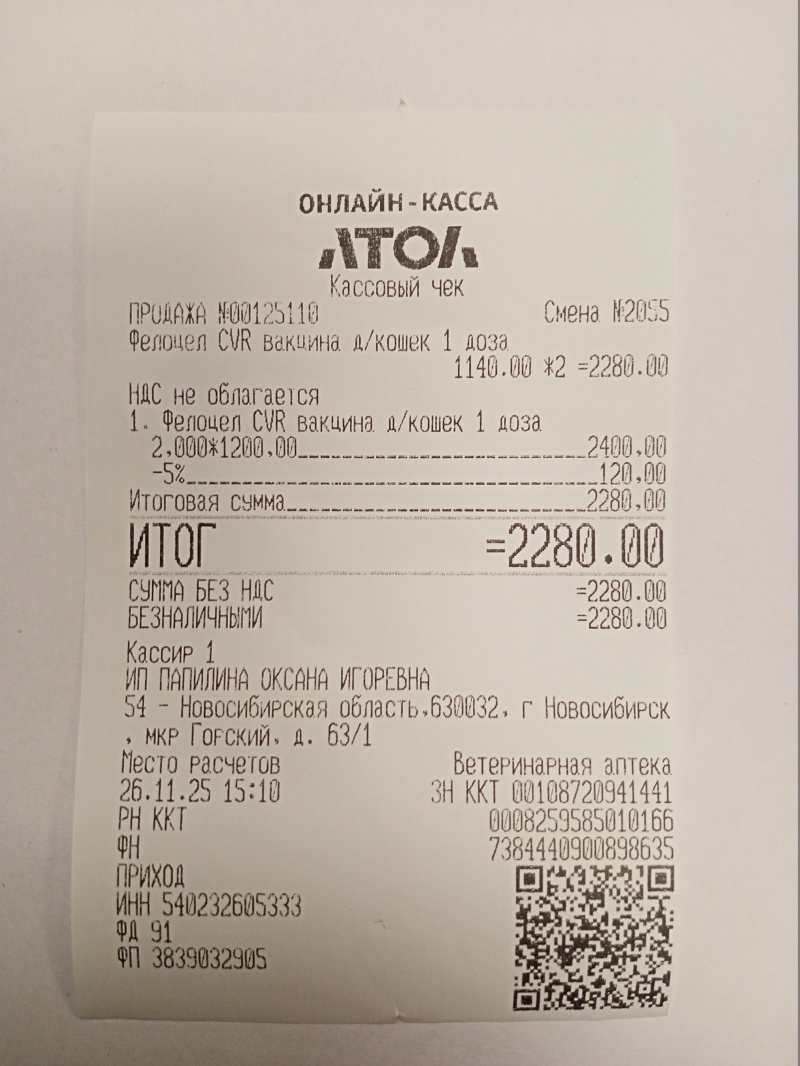 ОНЛАЙН-КАССА
АТОЛ
Кассовый чек
ПРОДАЖА №00125110 Смена №2055
Фелоцел CVR вакцина д/кошек 1 доза
1140.00 *2 =2280.00
НДС не облагается
1. Фелоцел CVR вакцина д/кошек 1 доза
2,000*1200,00 2400,00
-5% 120,00
Итоговая сумма 2280,00
ИТОГ =2280.00
СУММА БЕЗ НДС =2280.00
БЕЗНАЛИЧНЫМИ =2280.00
Кассир 1
ИП ПАПИЛИНА ОКСАНА ИГОРЕВНА
54 - Новосибирская область,630032, г Новосибирск
, мкр Горский, д. 63/1
Место расчетов Ветеринарная аптека
26.11.25 15:10 ЗН ККТ 00108720941441
РН ККТ 0008259585010166
ФН 7384440900898635
ПРИХОД
ИНН 540232605333
ФД 91
ФП 3839032905